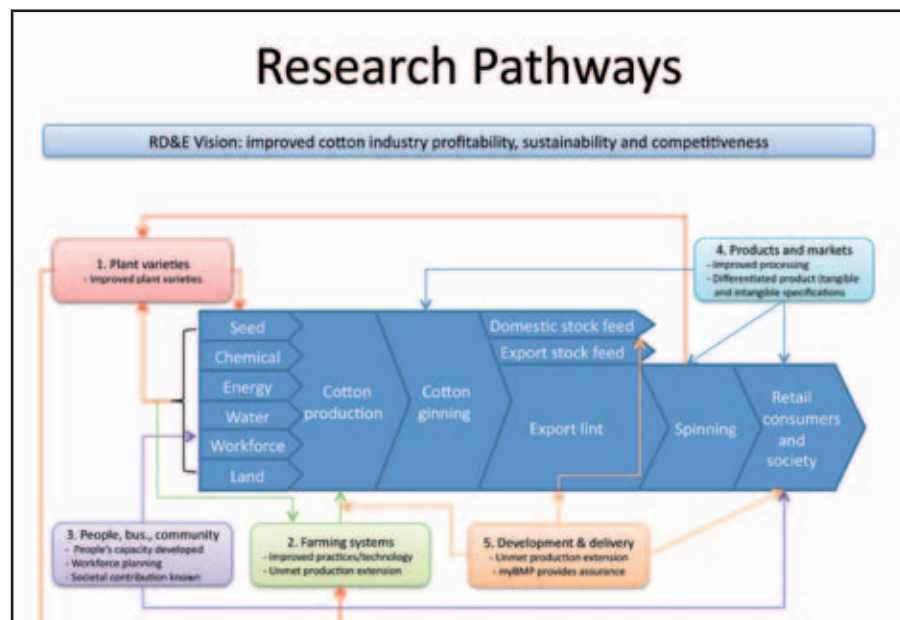 Research Pathways
RD&E Vision: improved cotton industry profitability, sustainability and competitiveness
1. Plant varieties
- Improved plant varieties
4. Products and markets
- Improved processing
- Differentiated product (tangible
and intangible specifications)
Seed
Chemical
Energy
Water
Workforce
Land
Cotton
production
Cotton
ginning
Domestic stock feed
Export stock feed
Export lint
Spinning
Retail
consumers
and
society
3. People, bus., community
- People's capacity developed
- Workforce planning
- Societal contribution known
2. Farming systems
- Improved practices/technology
- Unmet production extension
5. Development & delivery
- Unmet production extension
- myBMP provides assurance